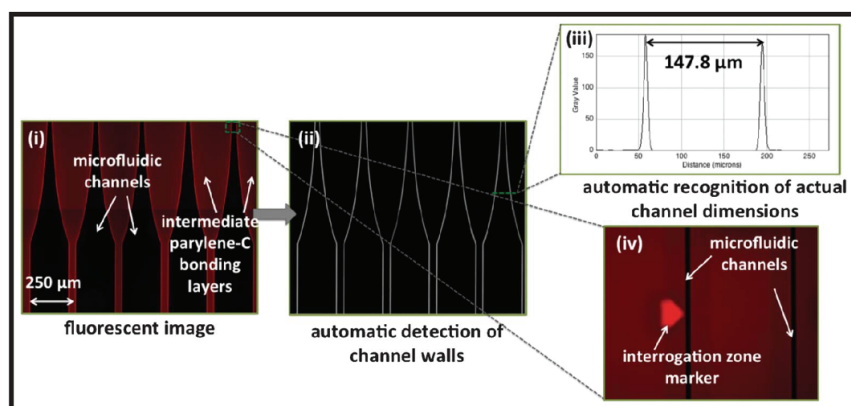 (i)
microfluidic
channels
intermediate
parylene-C
bonding
layers
250 µm
fluorescent image
(ii)
automatic detection of
channel walls
(iii)
147.8 µm
Gray Value
150
100
50
0
0
50
100
150
200
250
Distance (microns)
automatic recognition of actual
channel dimensions
(iv)
microfluidic
channels
interrogation zone
marker